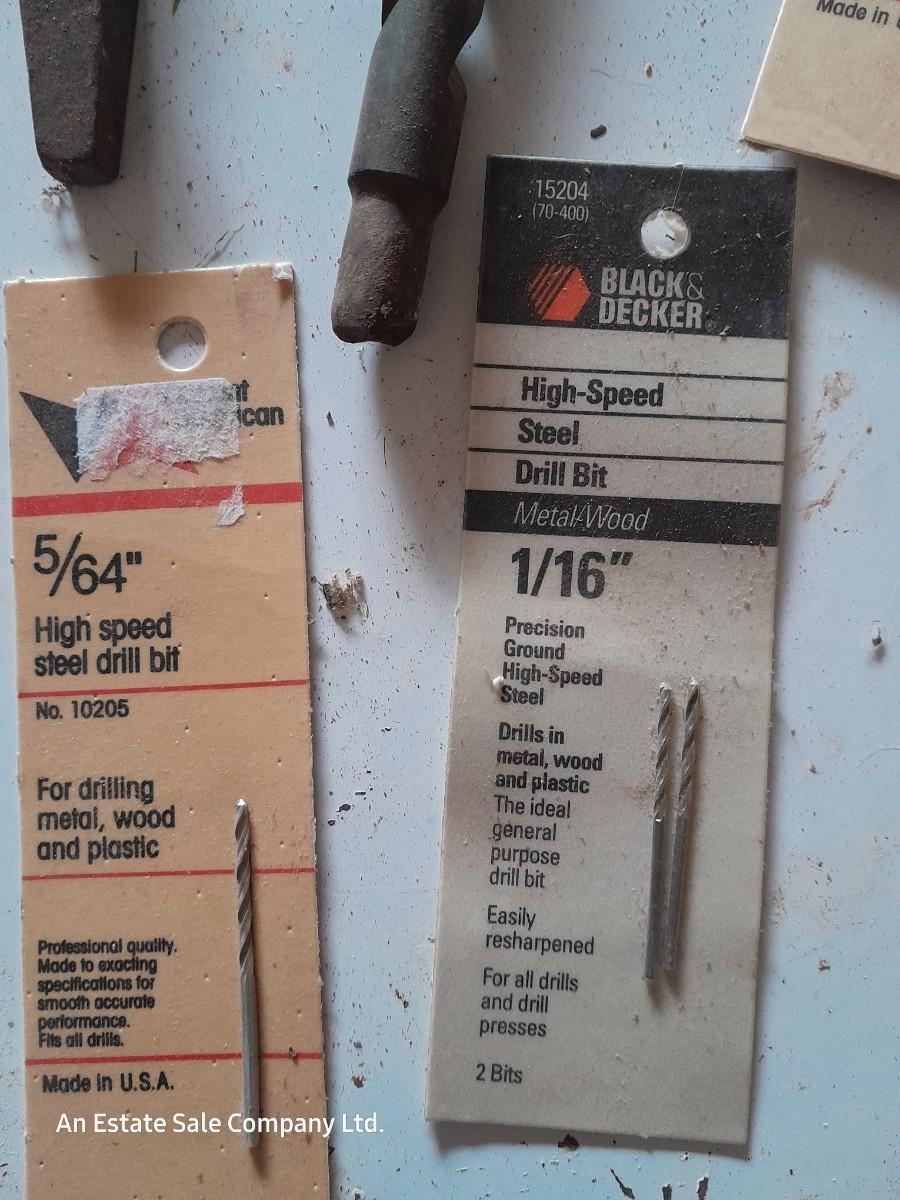 Made in
15204
(70-400)
BLACK&
DECKER
High-Speed
Steel
Drill Bit
Metal/Wood
1/16"
Precision
Ground
High-Speed
Steel
Drills in
metal, wood
and plastic
The ideal
general
purpose
drill bit
Easily
resharpened
For all drills
and drill
presses
2 Bits
5/64"
High speed
steel drill bit
No. 10205
For drilling
metal, wood
and plastic
Professional quality.
Made to exacting
specifications for
smooth accurate
performance.
Fits all drills.
Made in U.S.A.
An Estate Sale Company Ltd.